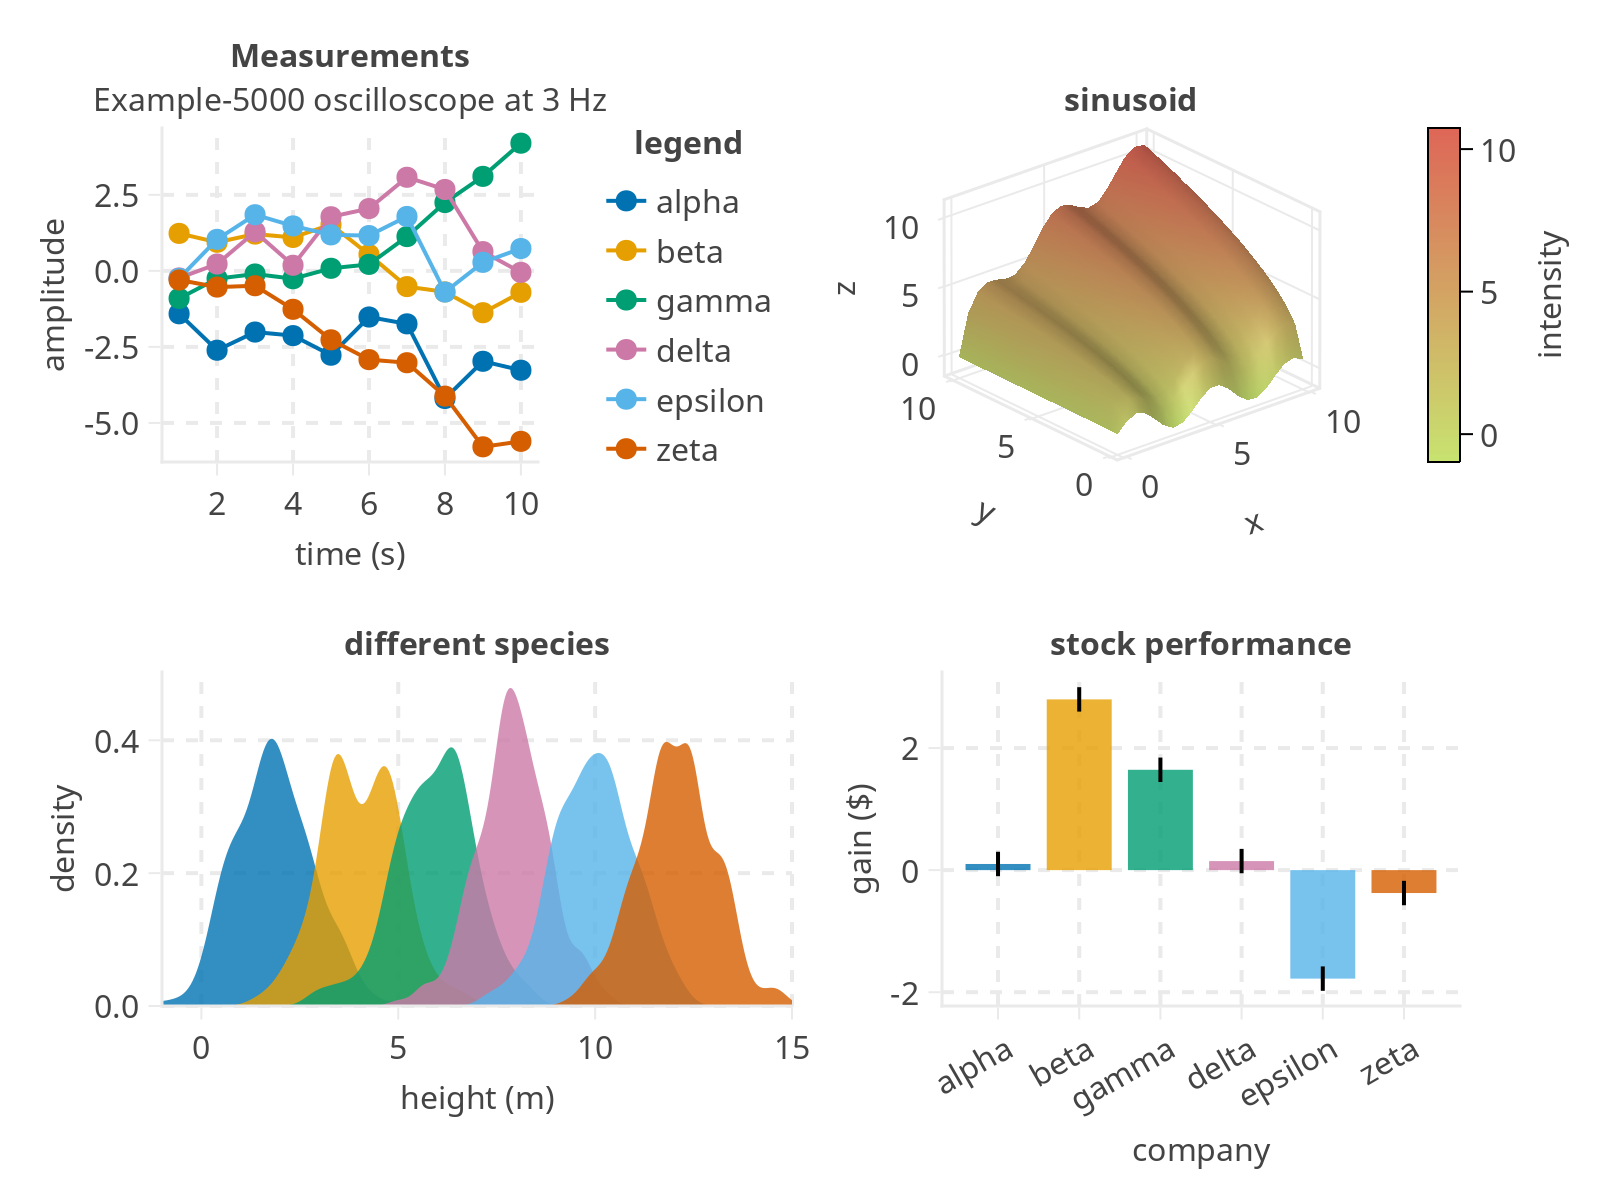 Measurements
Example-5000 oscilloscope at 3 Hz
amplitude
2.5
0.0
-2.5
-5.0
2 4 6 8 10
time (s)
legend
alpha
beta
gamma
delta
epsilon
zeta
sinusoid
z
10
5
0
10
5
0
y
0
5
10
x
10
5
0
intensity
different species
density
0.4
0.2
0.0
0 5 10 15
height (m)
stock performance
gain ($)
2
0
-2
alpha beta gamma delta epsilon zeta
company